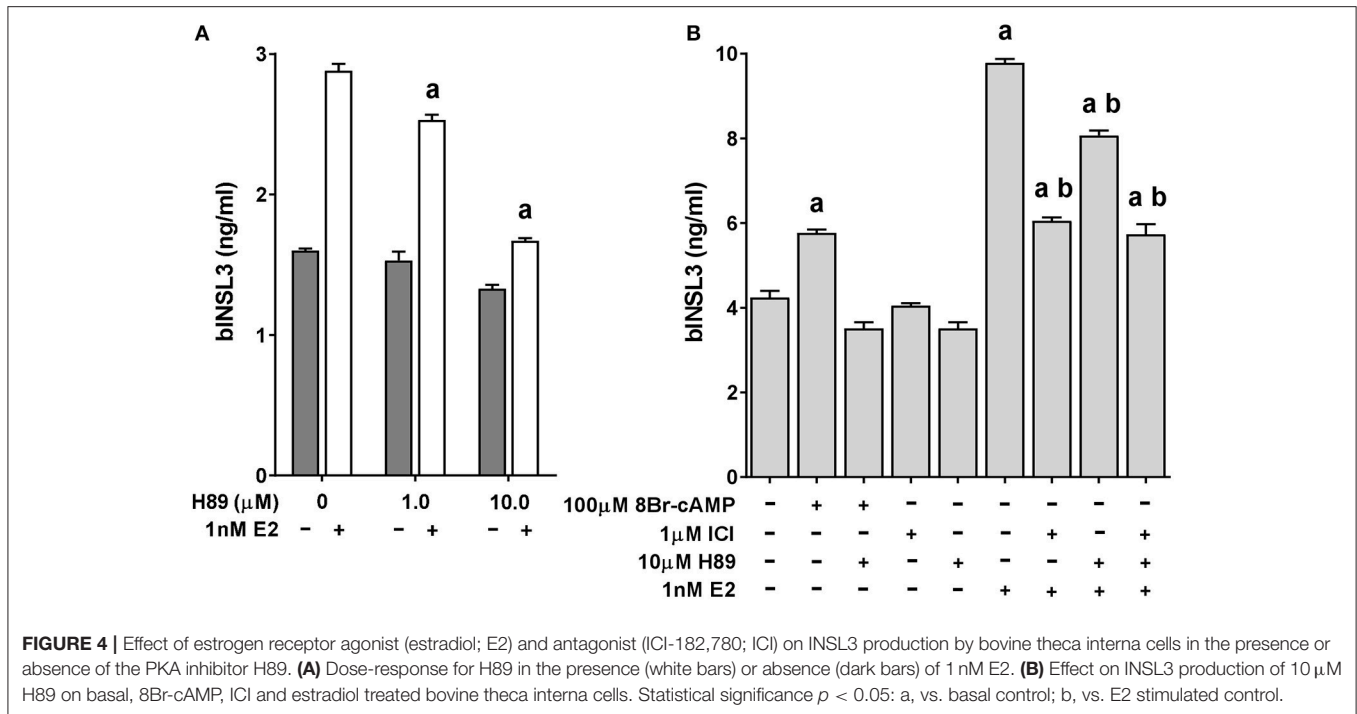 A
3
2
1
0
bINSL3 (ng/ml)
a
a
H89 (µM) 0 1.0 10.0
1nM E2 − + − + − +
B
10
8
6
4
2
0
bINSL3 (ng/ml)
a
a
a b
a b
a b
100µM 8Br-cAMP − + + − − − − − −
1µM ICI − − − + − − + − +
10µM H89 − − + − + − − + +
1nM E2 − − − − − + + + +
FIGURE 4 | Effect of estrogen receptor agonist (estradiol; E2) and antagonist (ICI-182,780; ICI) on INSL3 production by bovine theca interna cells in the presence or
absence of the PKA inhibitor H89. (A) Dose-response for H89 in the presence (white bars) or absence (dark bars) of 1 nM E2. (B) Effect on INSL3 production of 10 µM
H89 on basal, 8Br-cAMP, ICI and estradiol treated bovine theca interna cells. Statistical significance p < 0.05: a, vs. basal control; b, vs. E2 stimulated control.